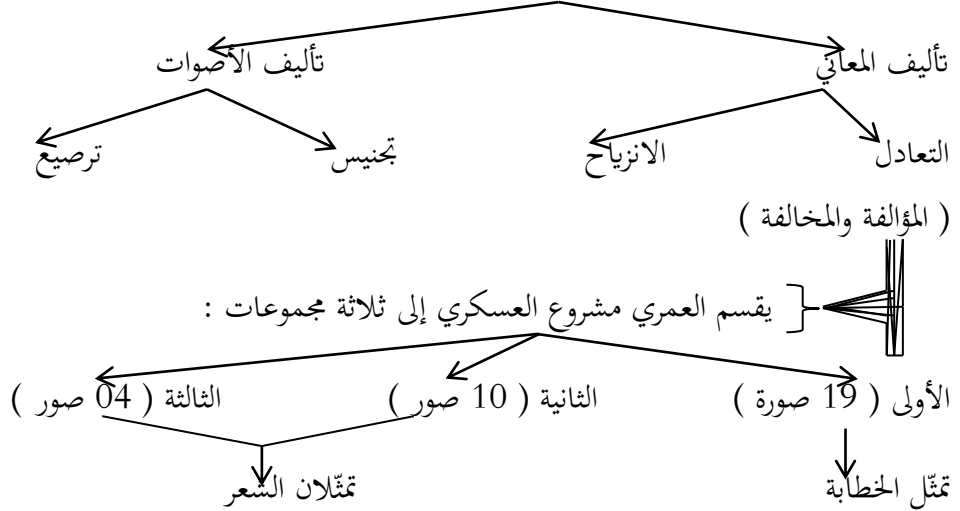 تأليف المعاني تأليف الأصوات
التعادل الانزياح تجنيس ترصيع
( المؤالفة والمخالفة )
يقسم العمري مشروع العسكري إلى ثلاثة مجموعات :
الأولى ( 19 صورة ) الثانية ( 10 صور ) الثالثة ( 04 صور )
تمثّل الخطابة تمثّلان الشعر